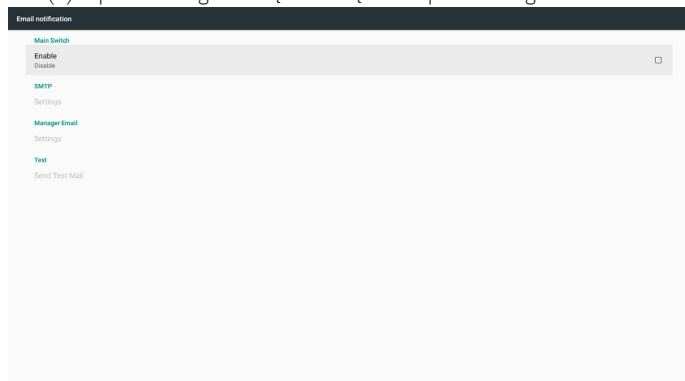 Email notification
Main Switch
Enable
Disable
SMTP
Settings
Manager Email
Settings
Test
Send Test Mail